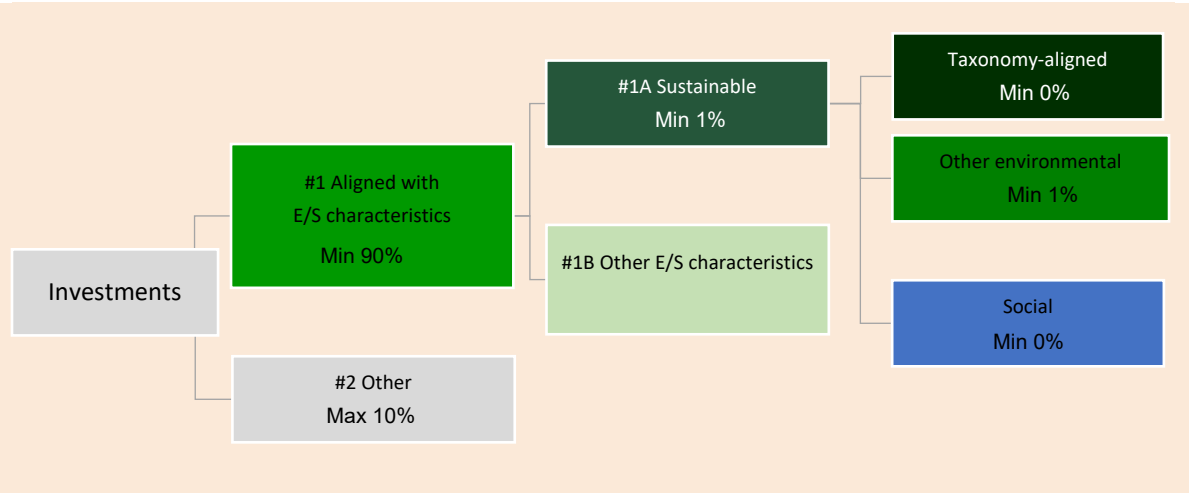 Investments
#1 Aligned with
E/S characteristics
Min 90%
#2 Other
Max 10%
#1A Sustainable
Min 1%
#1B Other E/S characteristics
Taxonomy-aligned
Min 0%
Other environmental
Min 1%
Social
Min 0%